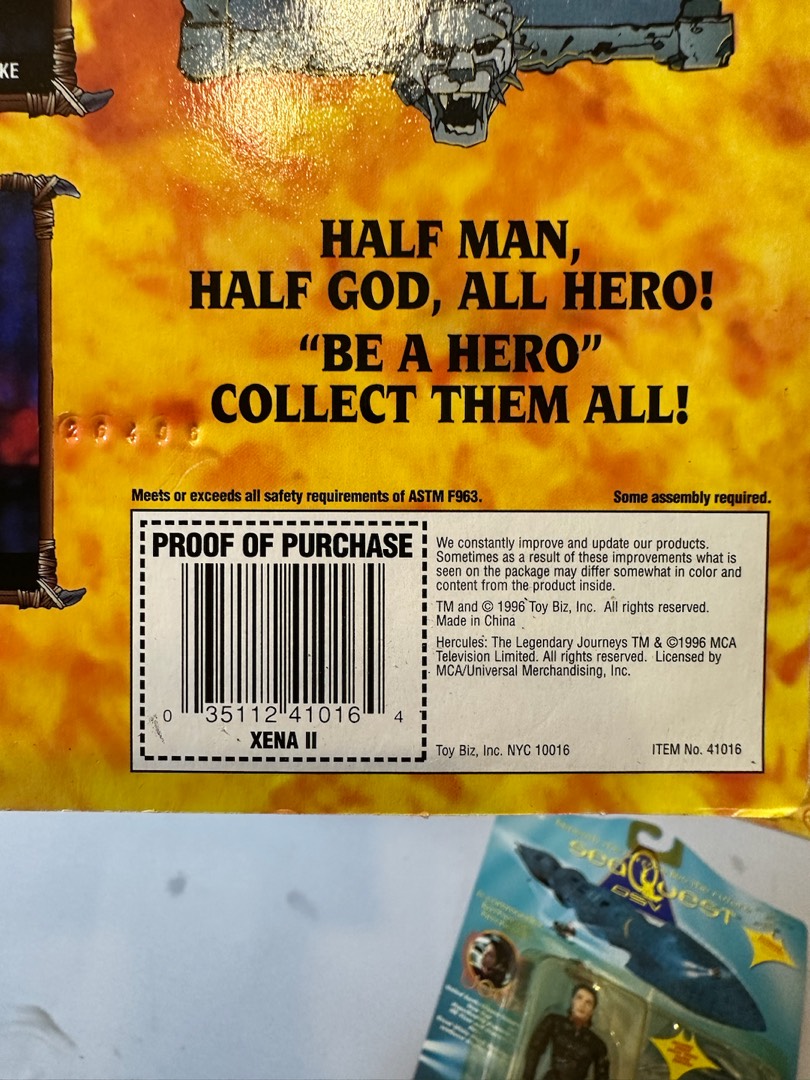 KE
HALF MAN,
HALF GOD, ALL HERO!
“BE A HERO”
COLLECT THEM ALL!
Meets or exceeds all safety requirements of ASTM F963.
Some assembly required.
PROOF OF PURCHASE
0 35112 41016 4
XENA II
We constantly improve and update our products.
Sometimes as a result of these improvements what is
seen on the package may differ somewhat in color and
content from the product inside.
TM and © 1996 Toy Biz, Inc. All rights reserved.
Made in China
Hercules: The Legendary Journeys TM & ©1996 MCA
Television Limited. All rights reserved. Licensed by
MCA/Universal Merchandising, Inc.
Toy Biz, Inc. NYC 10016
ITEM No. 41016
seaQuest
DSV